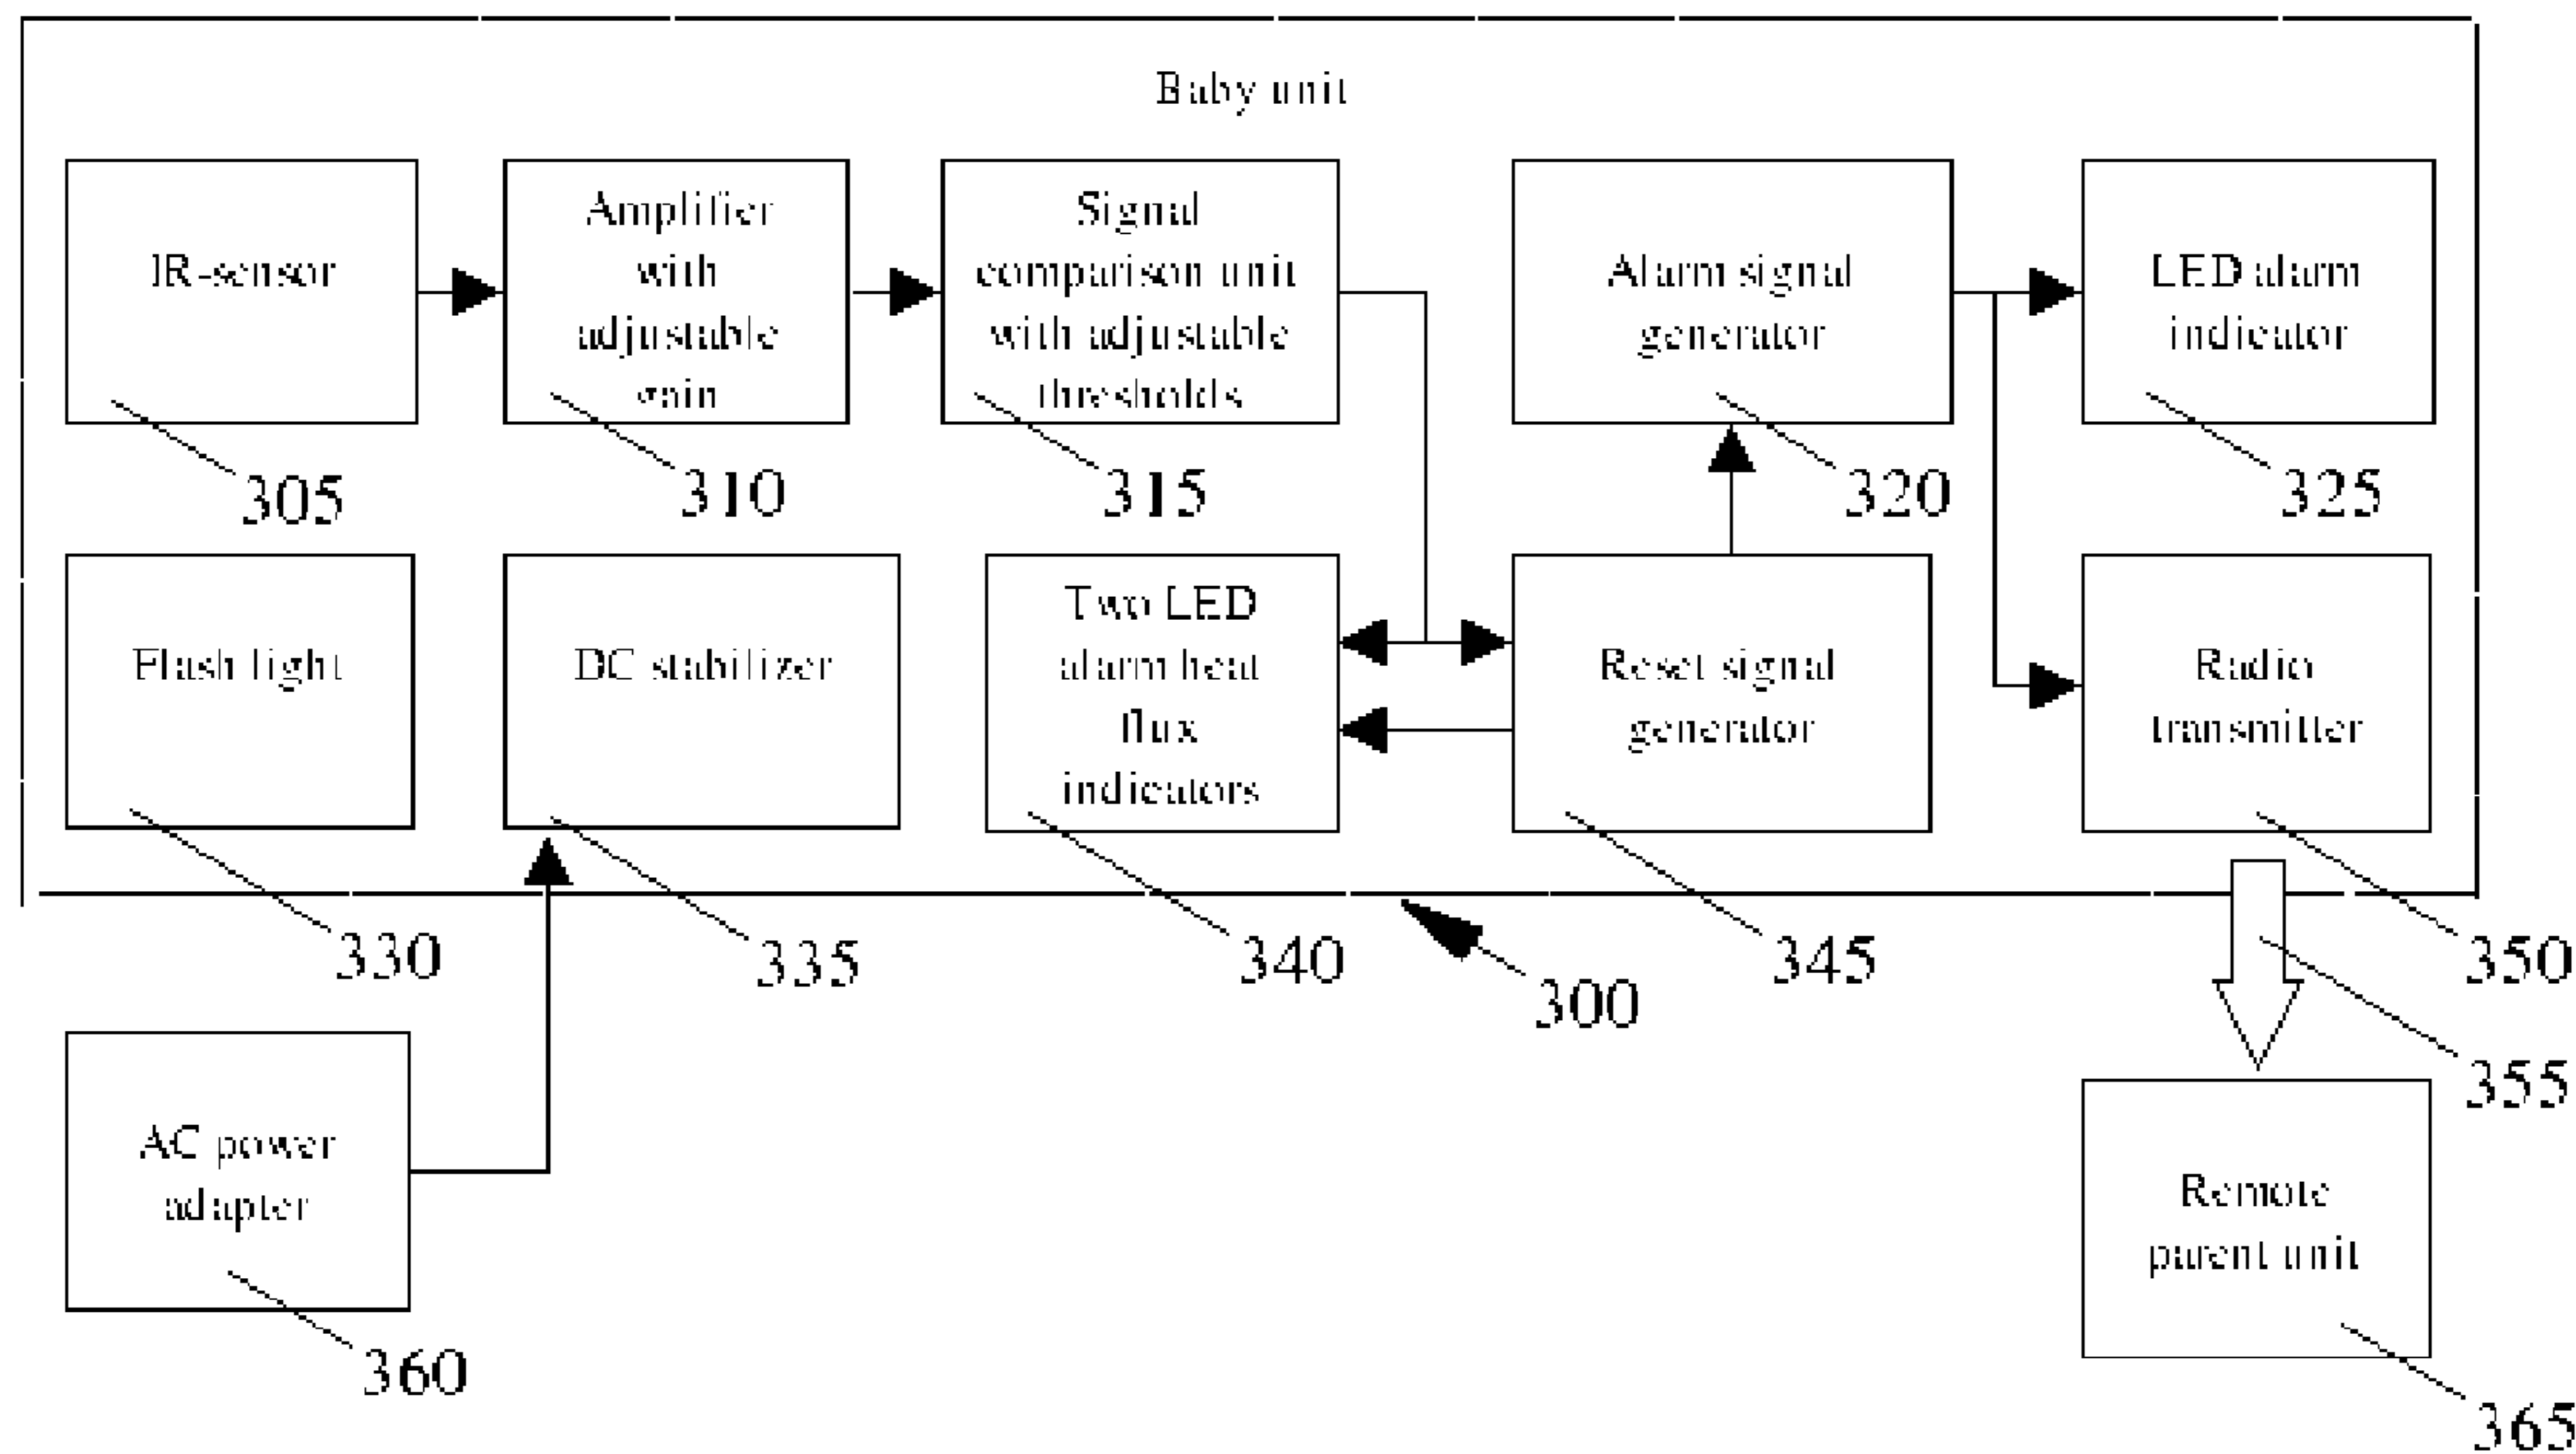 Baby unit
IR-sensor
Amplifier
with
adjustable
gain
Signal
comparison unit
with adjustable
thresholds
Alarm signal
generator
LED alarm
indicator
305
310
315
320
325
Flash light
DC stabilizer
Two LED
alarm heat
flux
indicators
Reset signal
generator
Radio
transmitter
330
335
340
300
345
350
355
AC power
adapter
360
Remote
parent unit
365